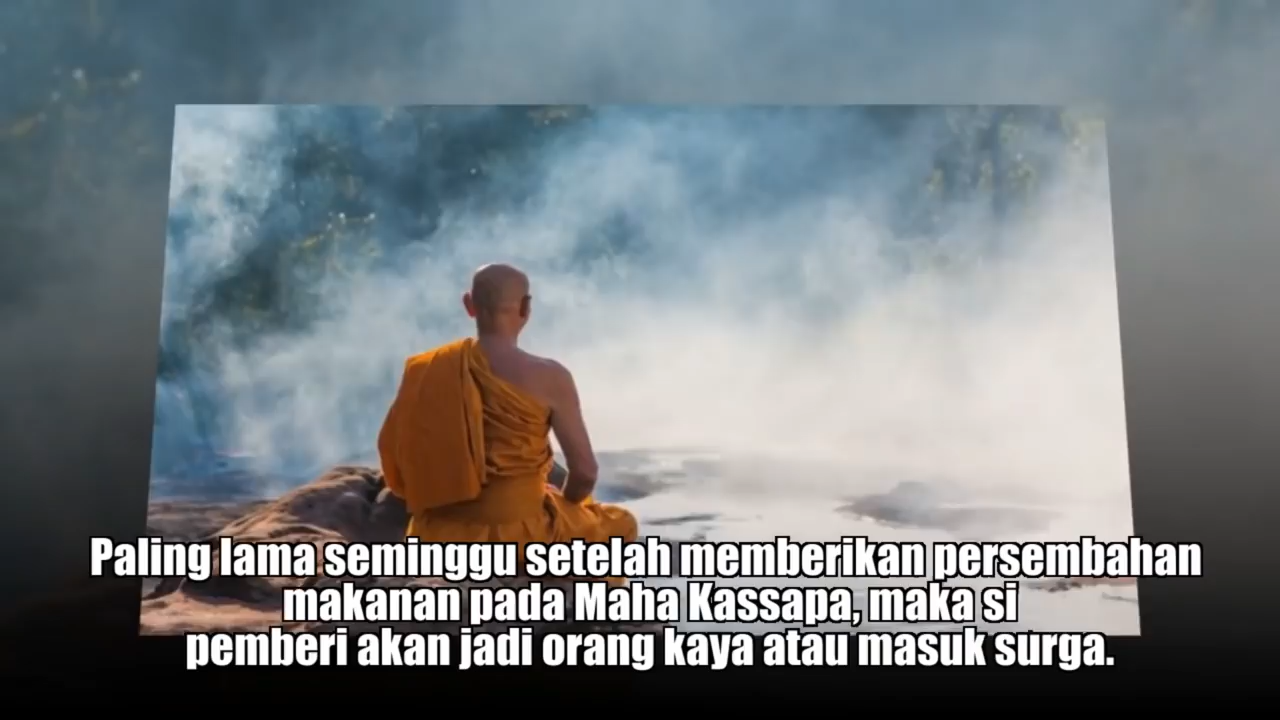 Paling lama seminggu setelah memberikan persembahan
makanan pada Maha Kassapa, maka si
pemberi akan jadi orang kaya atau masuk surga.